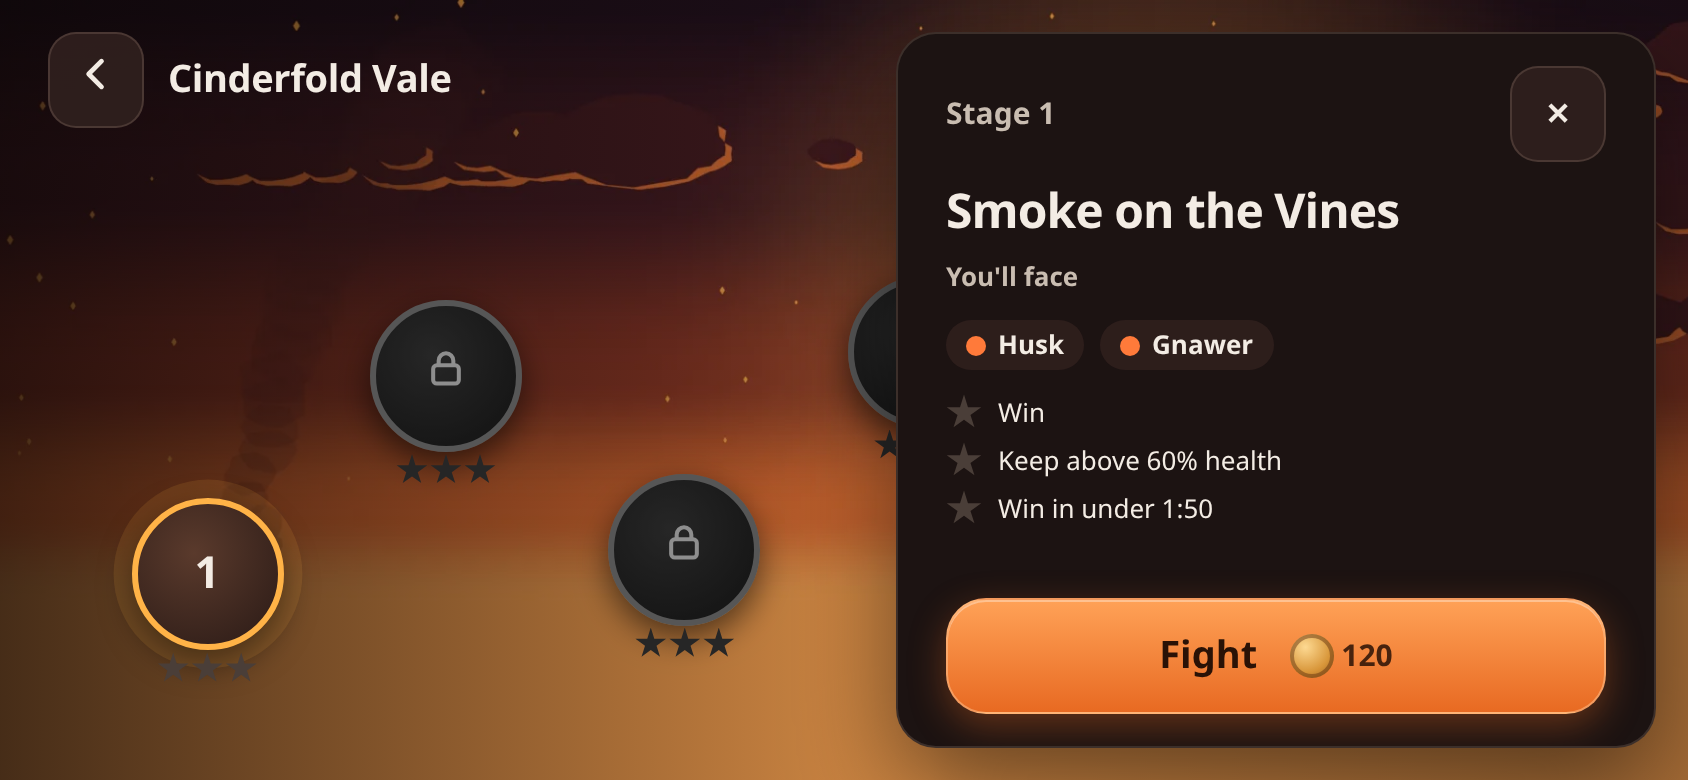 Cinderfold Vale
1
Stage 1
Smoke on the Vines
You'll face
Husk
Gnawer
Win
Keep above 60% health
Win in under 1:50
Fight 120